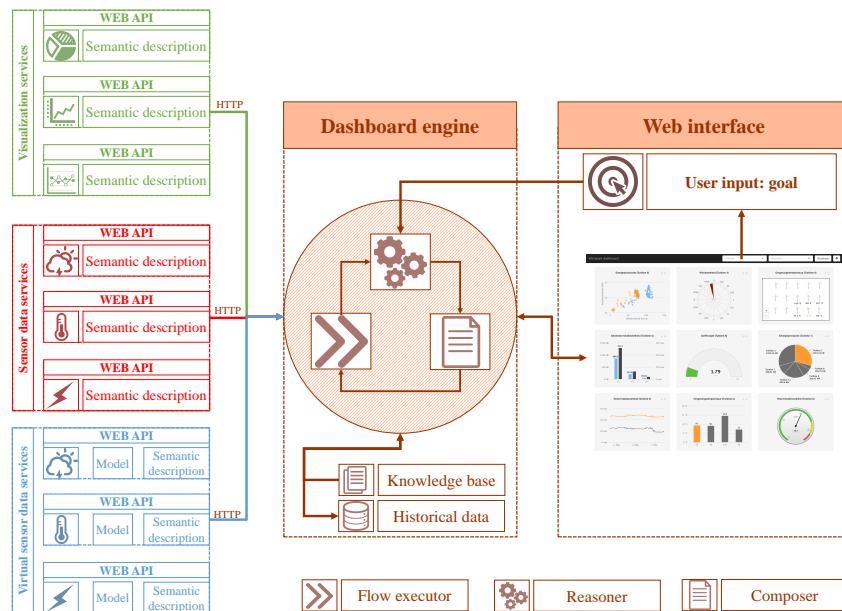 Visualization services
WEB API
Semantic description
WEB API
Semantic description
HTTP
WEB API
Semantic description
Sensor data services
WEB API
Semantic description
WEB API
Semantic description
HTTP
WEB API
Semantic description
Virtual sensor data services
WEB API
Model
Semantic
description
WEB API
Model
Semantic
description
HTTP
WEB API
Model
Semantic
description
Dashboard engine
Knowledge base
Historical data
Web interface
User input: goal
1.79
Flow executor
Reasoner
Composer